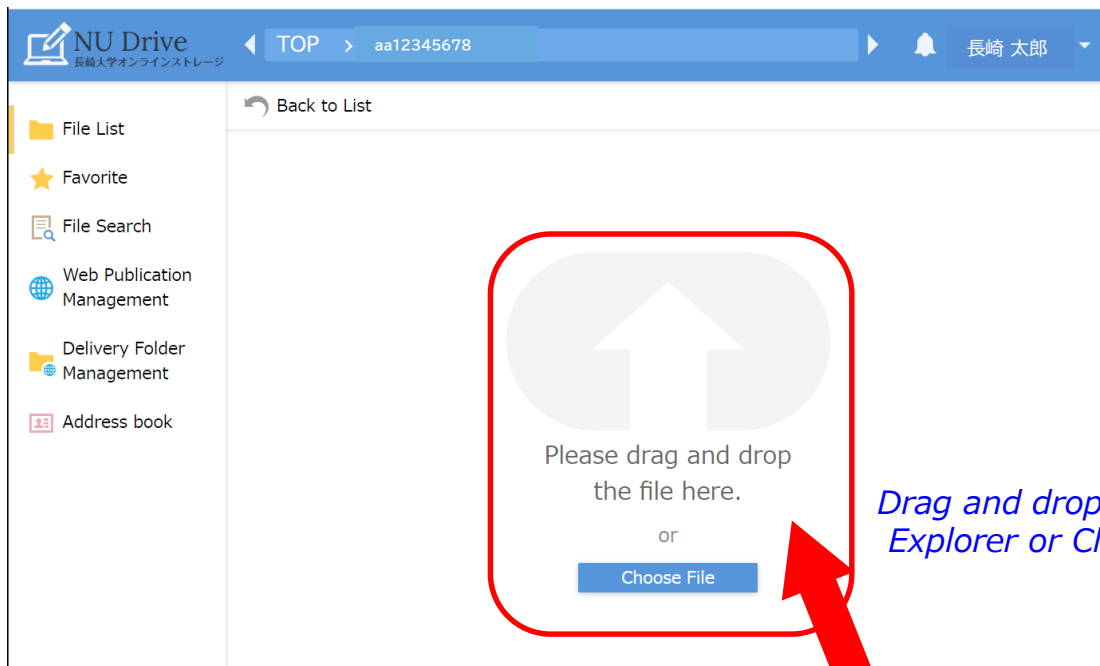 NU Drive
長崎大学オンラインストレージ
TOP > aa12345678
長崎 太郎
Back to List
File List
Favorite
File Search
Web Publication
Management
Delivery Folder
Management
Address book
Please drag and drop
the file here.
or
Choose File
Drag and drop
Explorer or